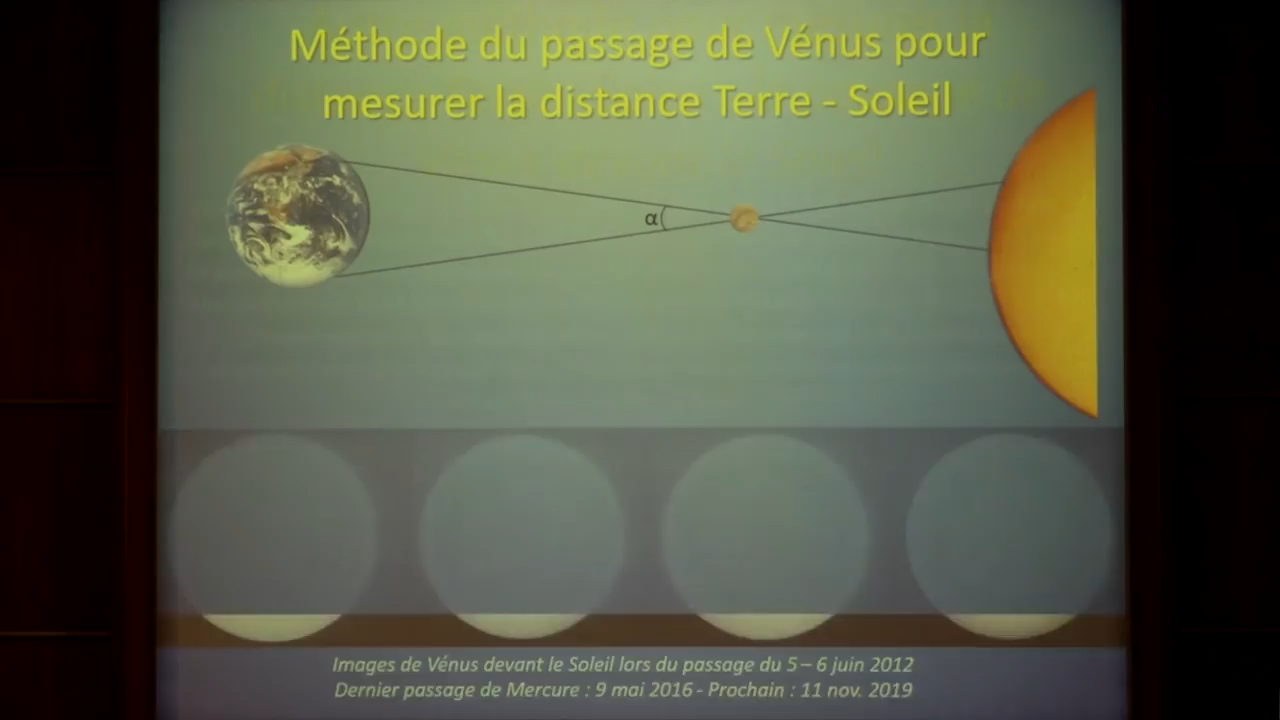 Méthode du passage de Vénus pour
mesurer la distance Terre - Soleil
α
Images de Vénus devant le Soleil lors du passage du 5 – 6 juin 2012
Dernier passage de Mercure : 9 mai 2016 - Prochain : 11 nov. 2019